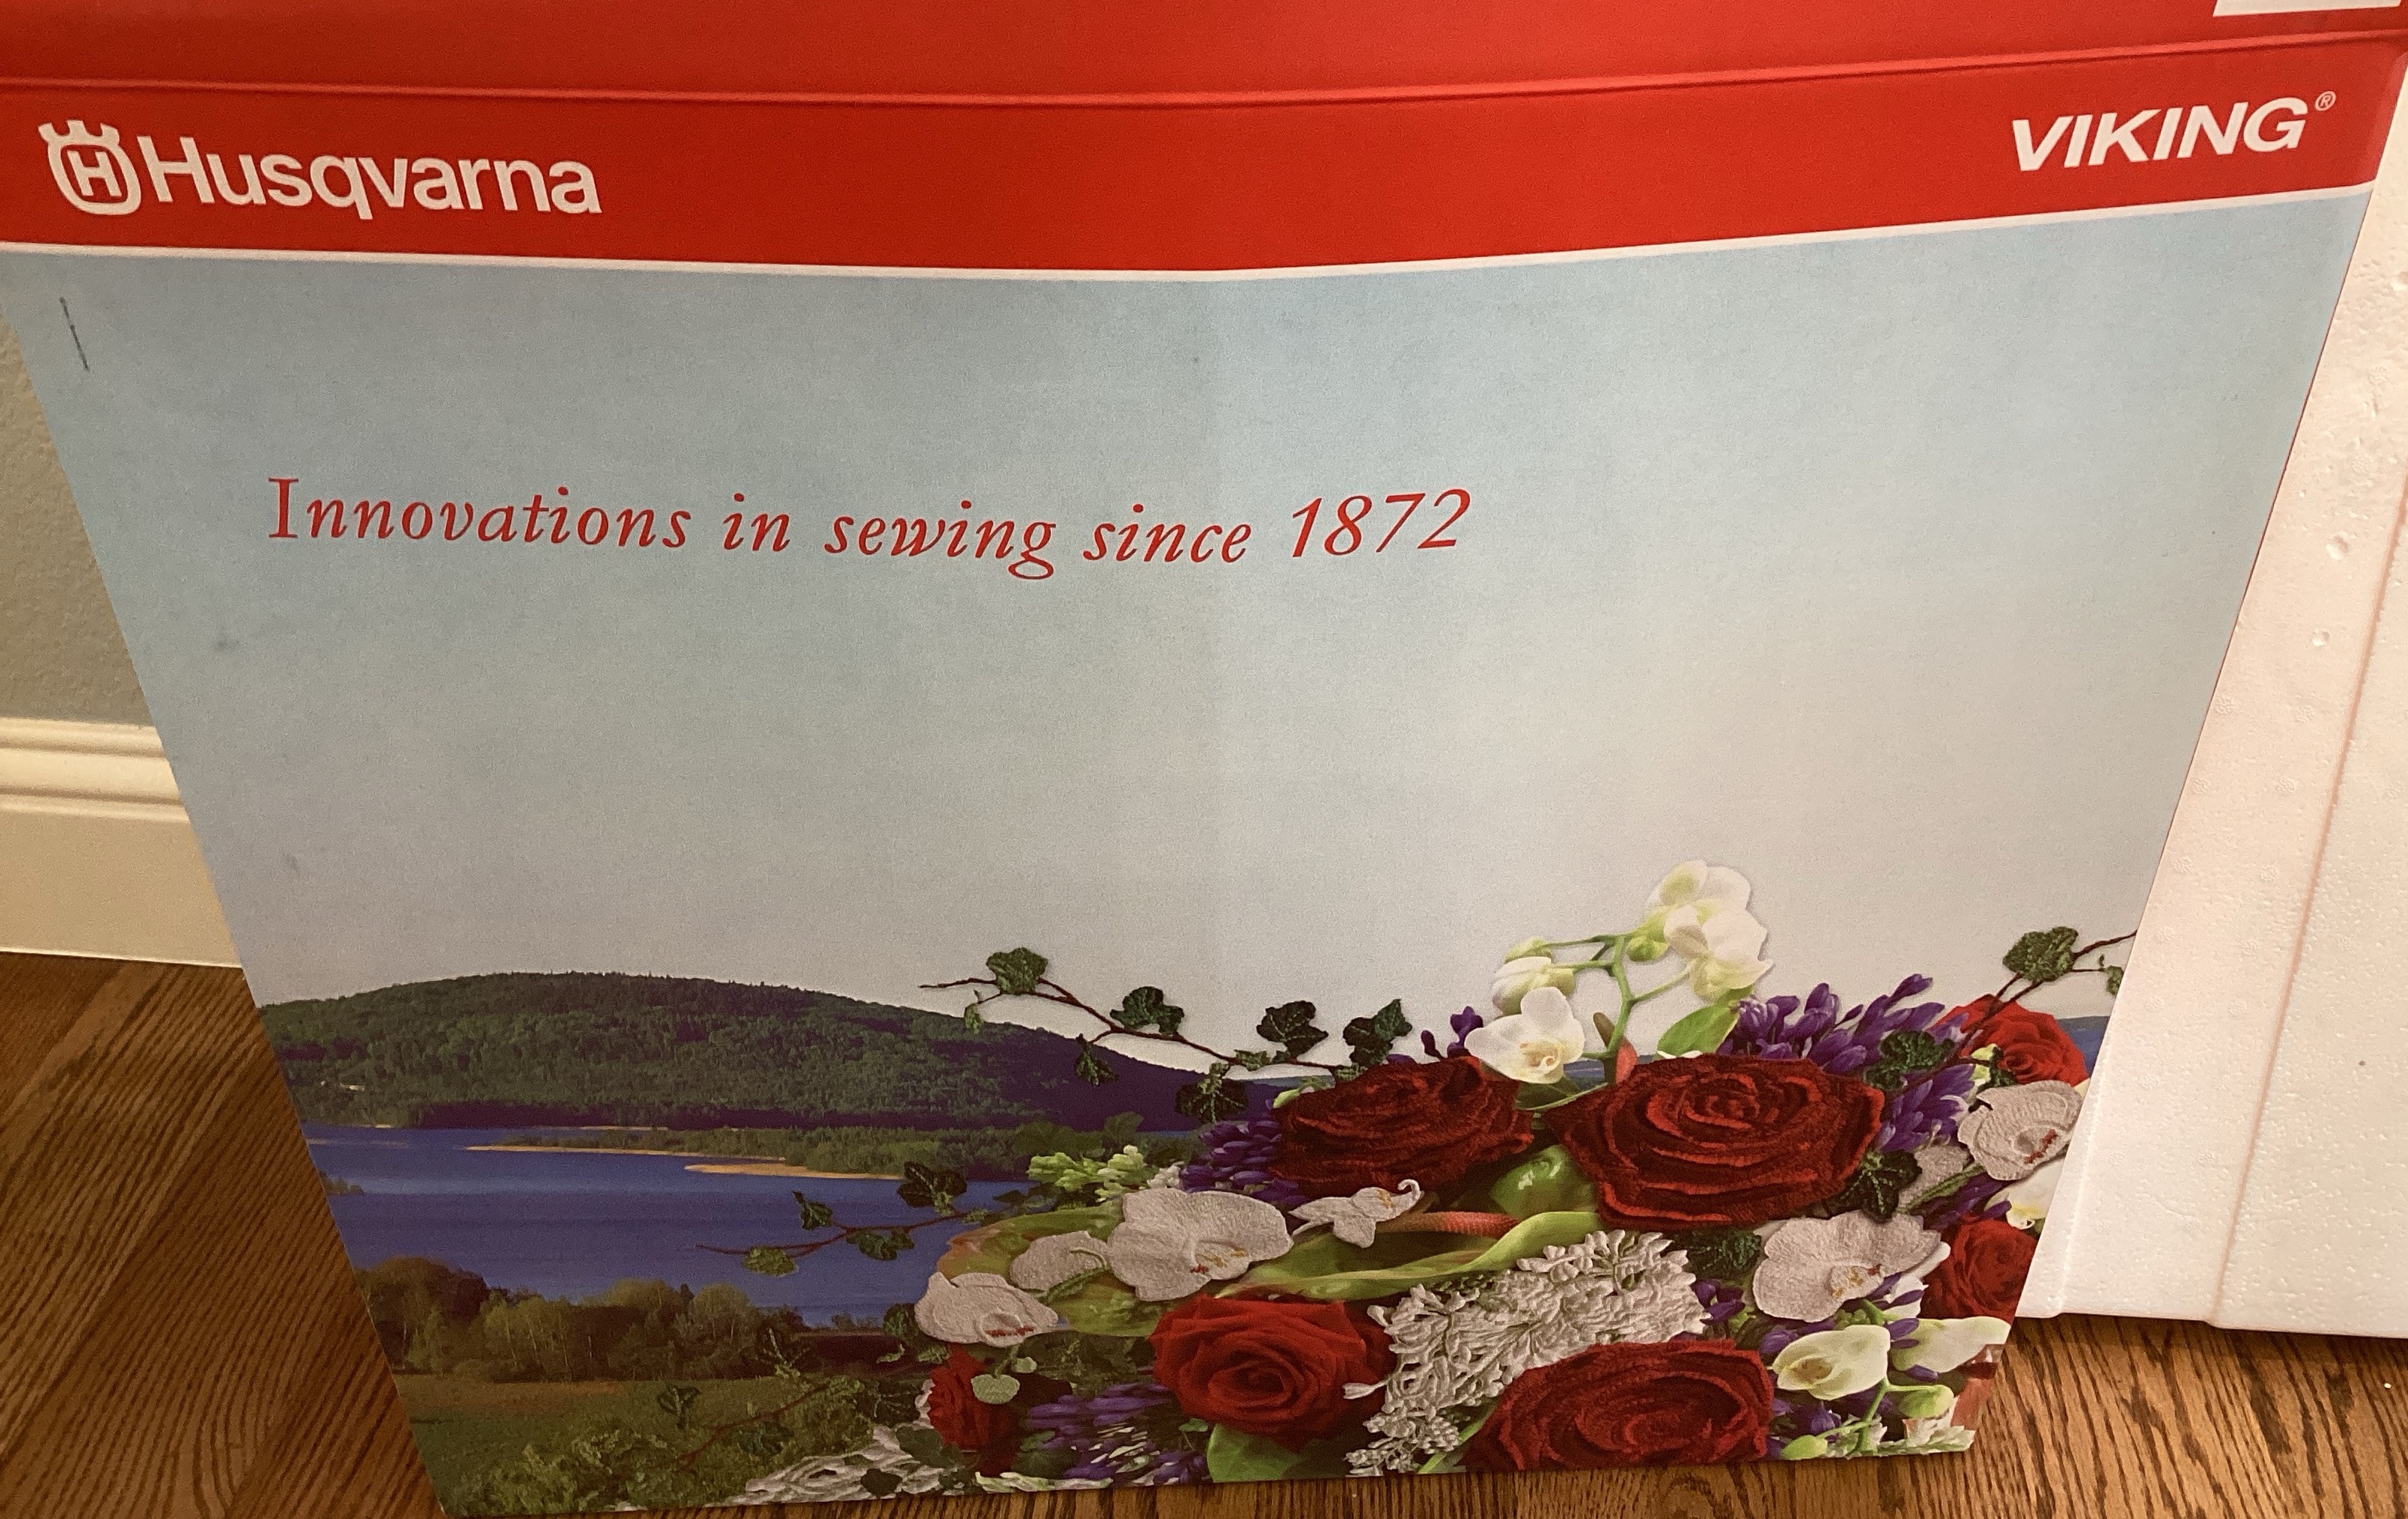 Husqvarna VIKING®
Innovations in sewing since 1872